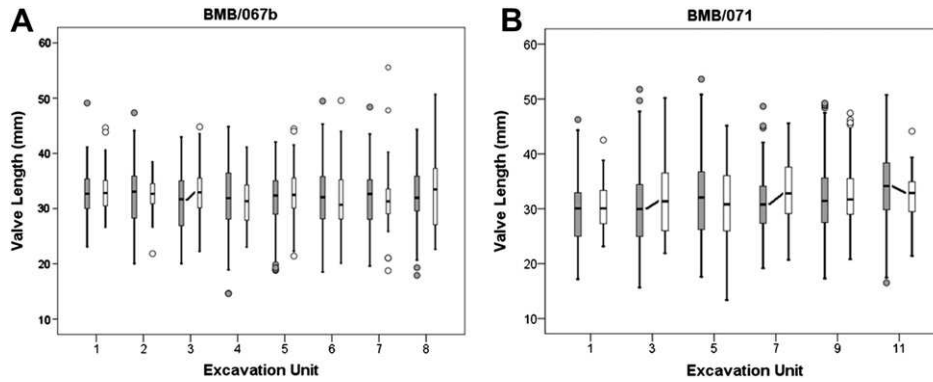 A BMB/067b
Valve Length (mm)
60
50
40
30
20
10
1 2 3 4 5 6 7 8
Excavation Unit
B BMB/071
Valve Length (mm)
60
50
40
30
20
10
1 3 5 7 9 11
Excavation Unit